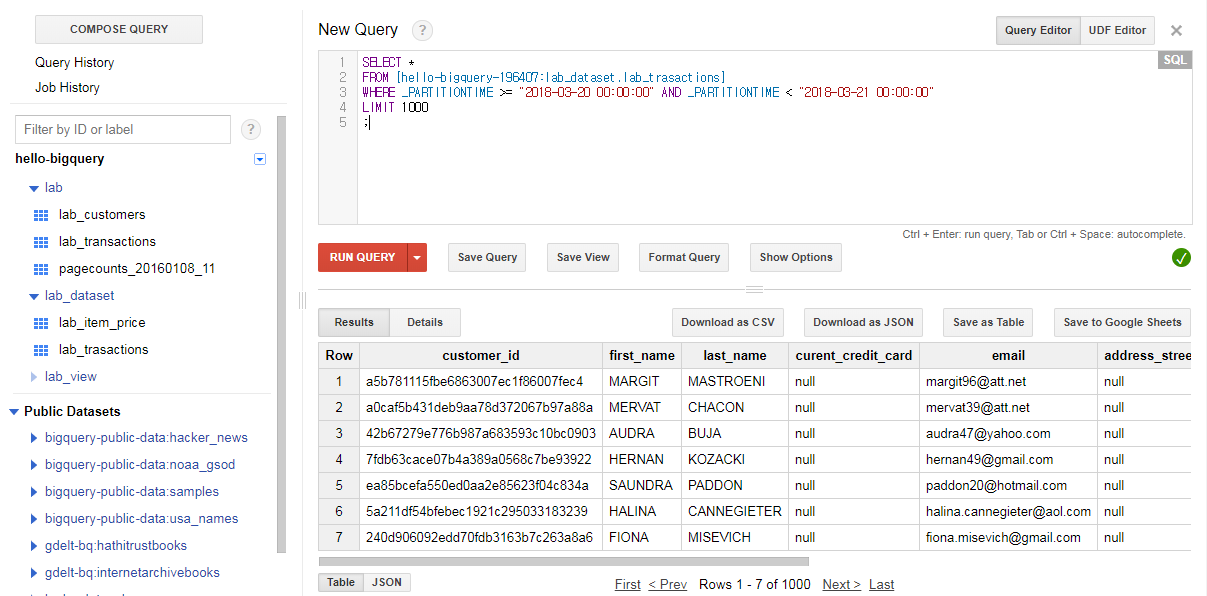 COMPOSE QUERY
Query History
Job History
Filter by ID or label
?
hello-bigquery
lab
lab_customers
lab_transactions
pagecounts_20160108_11
lab_dataset
lab_item_price
lab_trasactions
lab_view
Public Datasets
bigquery-public-data:hacker_news
bigquery-public-data:noaa_gsod
bigquery-public-data:samples
bigquery-public-data:usa_names
gdelt-bq:hathitrustbooks
gdelt-bq:internetarchivebooks
New Query ? Query Editor UDF Editor ×
SQL
1 SELECT *
2 FROM [hello-bigquery-196407:lab_dataset.lab_trasactions]
3 WHERE _PARTITIONTIME >= "2018-03-20 00:00:00" AND _PARTITIONTIME < "2018-03-21 00:00:00"
4 LIMIT 1000
5 ;
Ctrl + Enter: run query, Tab or Ctrl + Space: autocomplete.
RUN QUERY Save Query Save View Format Query Show Options
Results Details Download as CSV Download as JSON Save as Table Save to Google Sheets
Row customer_id first_name last_name curent_credit_card email address_stree
1 a5b781115fbe6863007ec1f86007fec4 MARGIT MASTROENI null margit96@att.net null
2 a0caf5b431deb9aa78d372067b97a88a MERVAT CHACON null mervat39@att.net null
3 42b67279e776b987a683593c10bc0903 AUDRA BUJA null audra47@yahoo.com null
4 7fdb63cace07b4a389a0568c7be93922 HERNAN KOZACKI null hernan49@gmail.com null
5 ea85bcefa550ed0aa2e85623f04c834a SAUNDRA PADDON null paddon20@hotmail.com null
6 5a211df54bfebec1921c295033183239 HALINA CANNEGIETER null halina.cannegieter@aol.com null
7 240d906092edd70fdb3163b7c263a8a6 FIONA MISEVICH null fiona.misevich@gmail.com null
Table JSON First < Prev Rows 1 - 7 of 1000 Next > Last